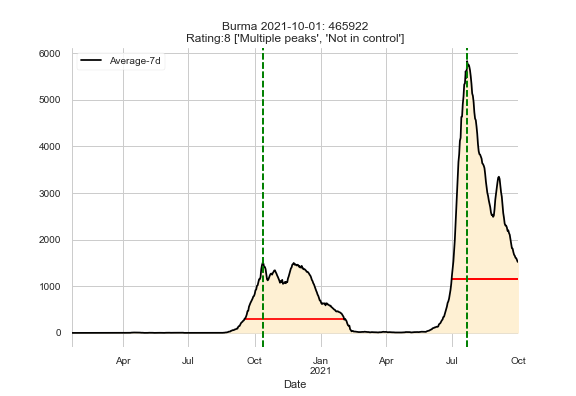 Burma 2021-10-01: 465922
Rating:8 ['Multiple peaks', 'Not in control']
Average-7d
6000
5000
4000
3000
2000
1000
0
Apr
Jul
Oct
Jan
2021
Apr
Jul
Oct
Date